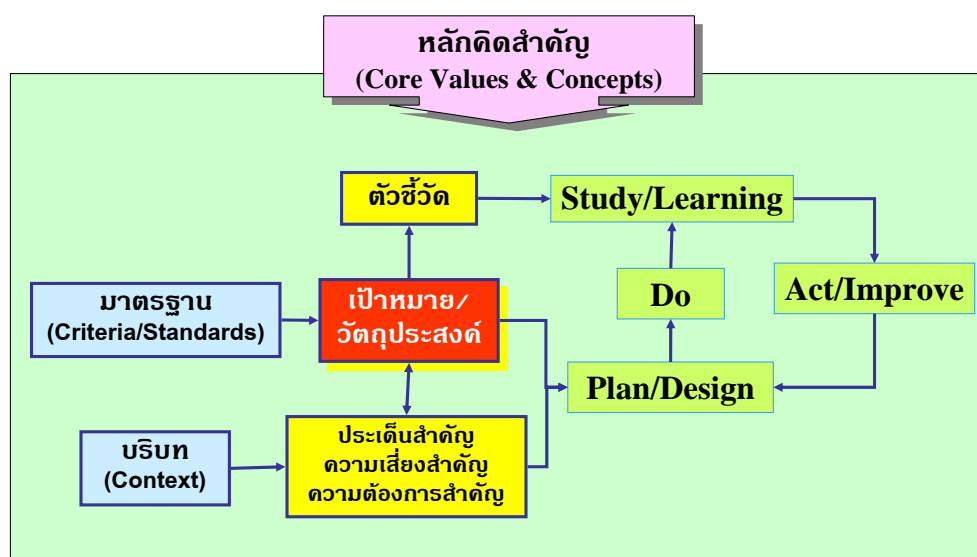 หลักคิดสำคัญ
(Core Values & Concepts)
ตัวชี้วัด
Study/Learning
มาตรฐาน
(Criteria/Standards)
เป้าหมาย/
วัตถุประสงค์
Do
Act/Improve
Plan/Design
บริบท
(Context)
ประเด็นสำคัญ
ความเสี่ยงสำคัญ
ความต้องการสำคัญ